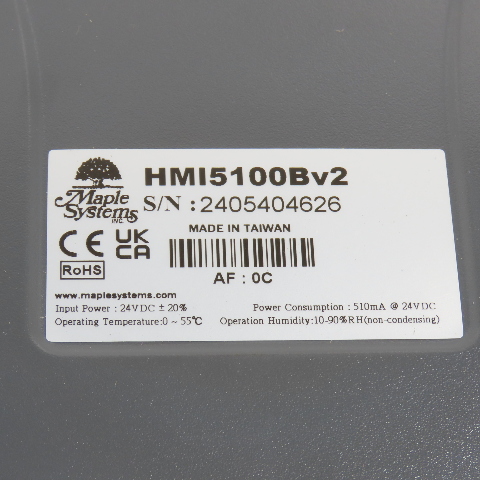 Maple
Systems
INC.
HMI5100Bv2
S/N : 2405404626
MADE IN TAIWAN
CE UK CA
RoHS
AF : 0C
www.maplesystems.com
Input Power : 24VDC ± 20% Power Consumption : 510mA @ 24VDC
Operating Temperature:0 ~ 55℃ Operation Humidity:10-90%RH(non-condensing)